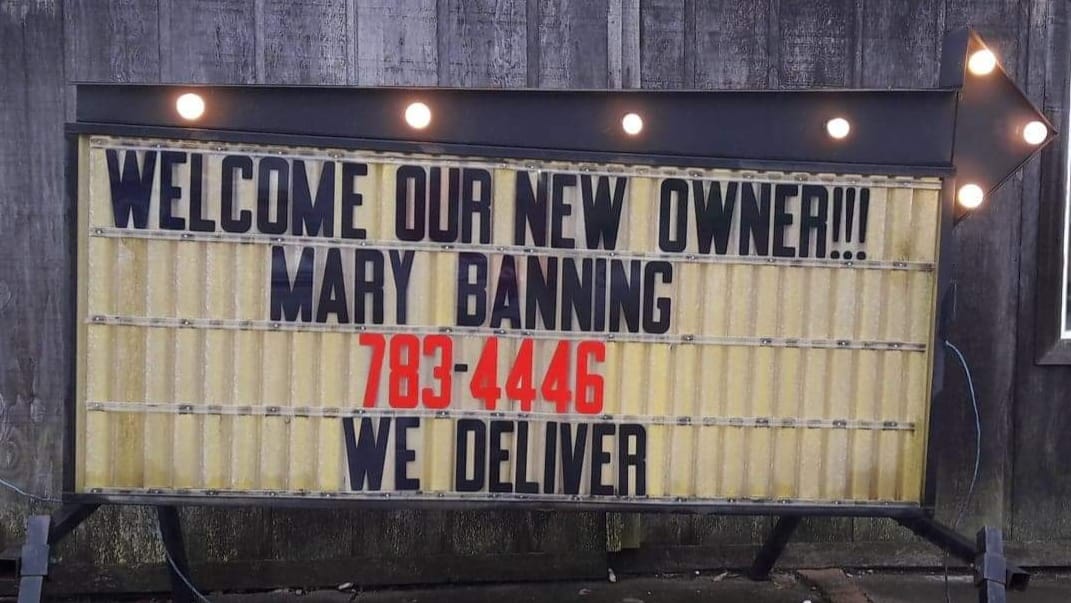 WELCOME OUR NEW OWNER!!!
MARY BANNING
783-4446
WE DELIVER